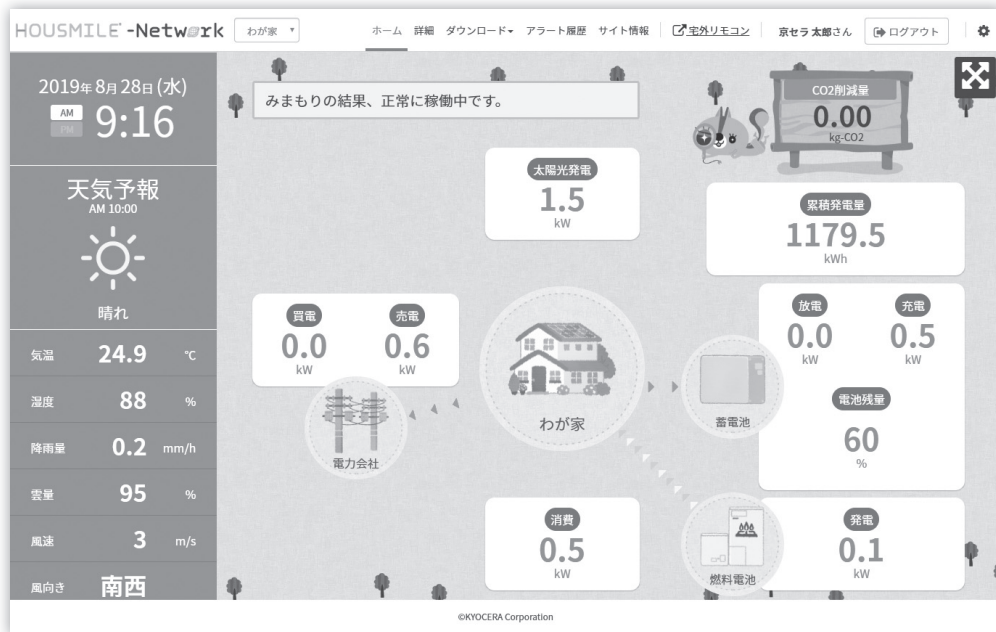 HOUSMILE-Network
わが家
ホーム 詳細 ダウンロード アラート履歴 サイト情報 宅外リモコン 京セラ 太郎さん ログアウト
2019年 8月 28日 (水)
AM
PM
9:16
みまもりの結果、正常に稼働中です。
CO2削減量
0.00
kg-CO2
天気予報
AM 10:00
晴れ
太陽光発電
1.5
kW
累積発電量
1179.5
kWh
買電 売電
0.0 0.6
kW kW
放電 充電
0.0 0.5
kW kW
電池残量
60
%
わが家
蓄電池
電力会社
気温 24.9 ℃
湿度 88 %
降雨量 0.2 mm/h
雲量 95 %
風速 3 m/s
風向き 南西
消費
0.5
kW
燃料電池
発電
0.1
kW
©KYOCERA Corporation